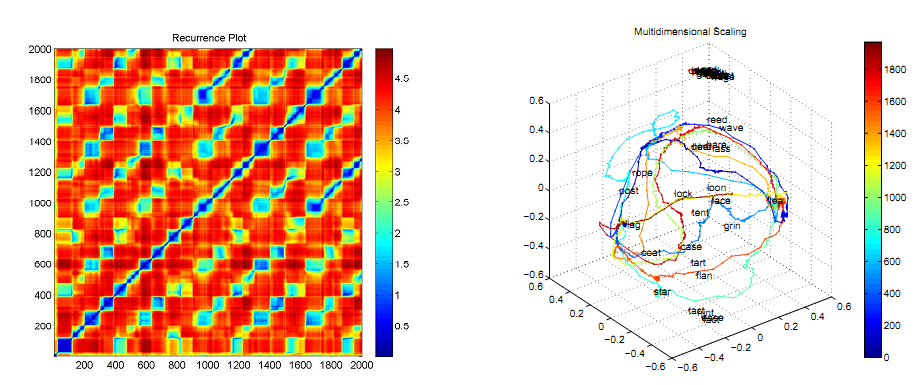 Recurrence Plot
2000
1800
1600
1400
1200
1000
800
600
400
200
200 400 600 800 1000 1200 1400 1600 1800 2000
4.5
4
3.5
3
2.5
2
1.5
1
0.5
Multidimensional Scaling
0.6
0.4
0.2
0
−0.2
−0.4
−0.6
0.6
0.4
0.2
0
−0.2
−0.4
−0.6
−0.6
−0.4
−0.2
0
0.2
0.4
0.6
reed
wave
rope
post
lock
loon
face
tent
grin
flag
coat
case
tart
flan
star
1800
1600
1400
1200
1000
800
600
400
200
0